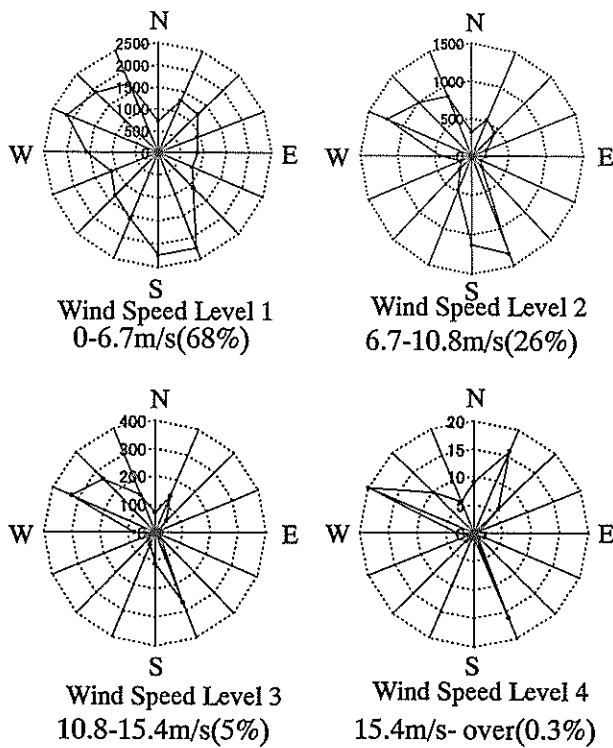 N
2500
2000
1500
1000
500
0
W
E
S
Wind Speed Level 1
0-6.7m/s(68%)
N
1500
1000
500
0
W
E
S
Wind Speed Level 2
6.7-10.8m/s(26%)
N
400
300
200
100
0
W
E
S
Wind Speed Level 3
10.8-15.4m/s(5%)
N
20
15
10
5
0
W
E
S
Wind Speed Level 4
15.4m/s- over(0.3%)